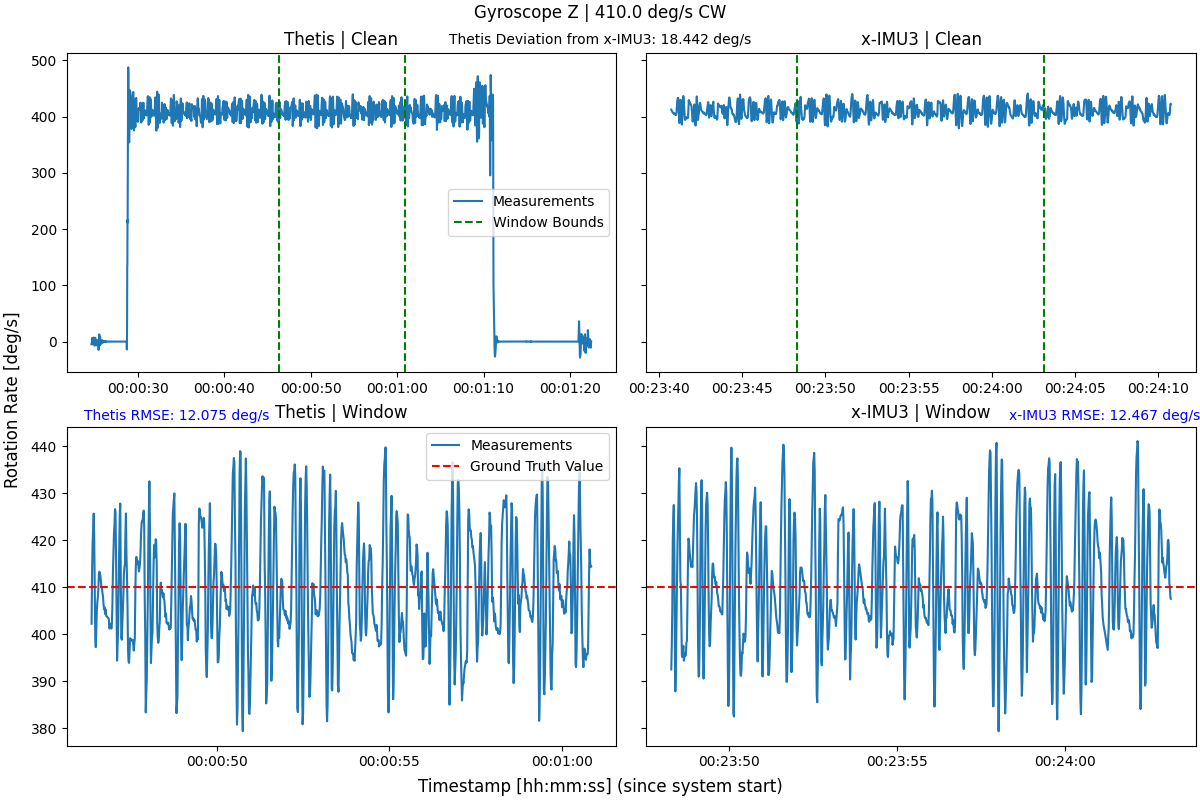 Gyroscope Z | 410.0 deg/s CW
Thetis | Clean
Thetis Deviation from x-IMU3: 18.442 deg/s
x-IMU3 | Clean
500
400
300
200
100
0
Measurements
Window Bounds
00:00:30 00:00:40 00:00:50 00:01:00 00:01:10 00:01:20
00:23:40 00:23:45 00:23:50 00:23:55 00:24:00 00:24:05 00:24:10
Rotation Rate [deg/s]
Thetis RMSE: 12.075 deg/s
Thetis | Window
x-IMU3 | Window
x-IMU3 RMSE: 12.467 deg/s
440
430
420
410
400
390
380
Measurements
Ground Truth Value
00:00:50 00:00:55 00:01:00
00:23:50 00:23:55 00:24:00
Timestamp [hh:mm:ss] (since system start)